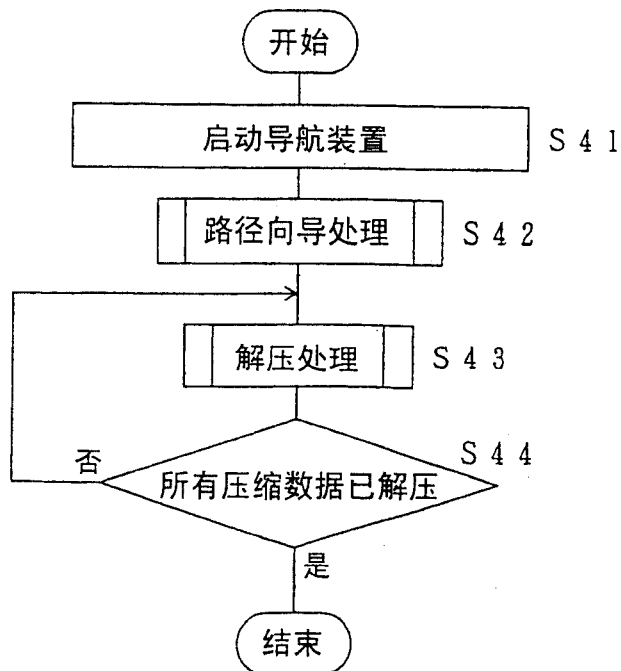 开始
启动导航装置 S41
路径向导处理 S42
解压处理 S43
S44
否
所有压缩数据已解压
是
结束